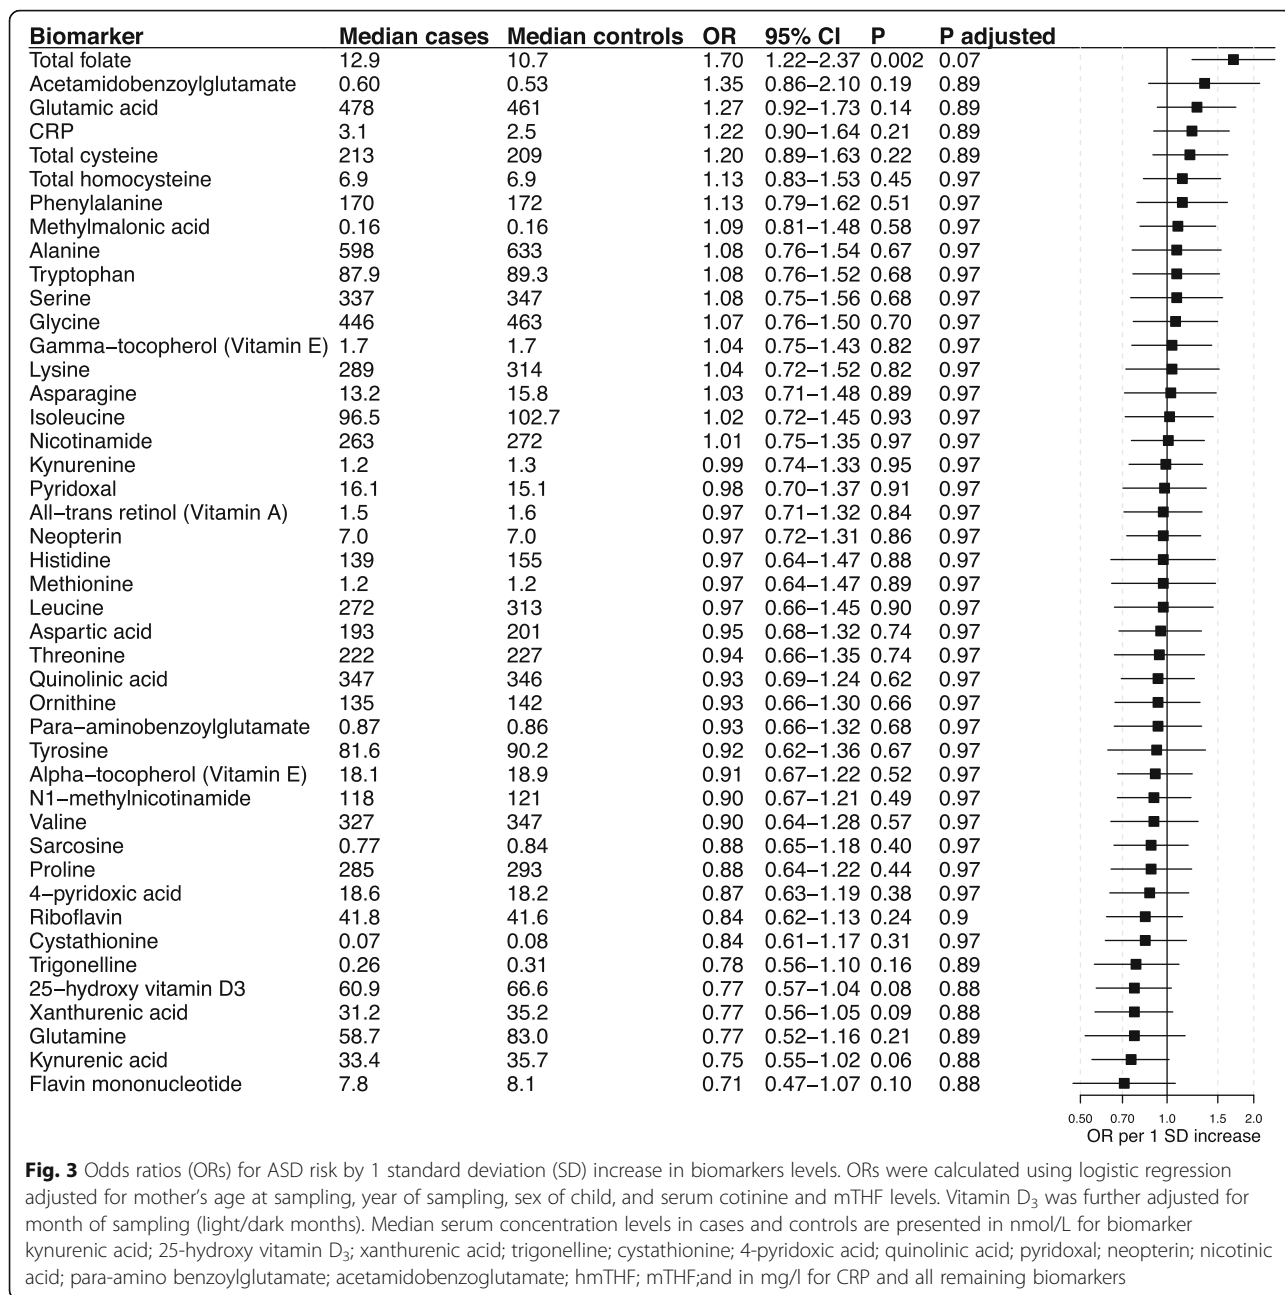 Biomarker Median cases Median controls OR 95% CI P P adjusted
Total folate 12.9 10.7 1.70 1.22–2.37 0.002 0.07
Acetamidobenzoylglutamate 0.60 0.53 1.35 0.86–2.10 0.19 0.89
Glutamic acid 478 461 1.27 0.92–1.73 0.14 0.89
CRP 3.1 2.5 1.22 0.90–1.64 0.21 0.89
Total cysteine 213 209 1.20 0.89–1.63 0.22 0.89
Total homocysteine 6.9 6.9 1.13 0.83–1.53 0.45 0.97
Phenylalanine 170 172 1.13 0.79–1.62 0.51 0.97
Methylmalonic acid 0.16 0.16 1.09 0.81–1.48 0.58 0.97
Alanine 598 633 1.08 0.76–1.54 0.67 0.97
Tryptophan 87.9 89.3 1.08 0.76–1.52 0.68 0.97
Serine 337 347 1.08 0.75–1.56 0.68 0.97
Glycine 446 463 1.07 0.76–1.50 0.70 0.97
Gamma–tocopherol (Vitamin E) 1.7 1.7 1.04 0.75–1.43 0.82 0.97
Lysine 289 314 1.04 0.72–1.52 0.82 0.97
Asparagine 13.2 15.8 1.03 0.71–1.48 0.89 0.97
Isoleucine 96.5 102.7 1.02 0.72–1.45 0.93 0.97
Nicotinamide 263 272 1.01 0.75–1.35 0.97 0.97
Kynurenine 1.2 1.3 0.99 0.74–1.33 0.95 0.97
Pyridoxal 16.1 15.1 0.98 0.70–1.37 0.91 0.97
All–trans retinol (Vitamin A) 1.5 1.6 0.97 0.71–1.32 0.84 0.97
Neopterin 7.0 7.0 0.97 0.72–1.31 0.86 0.97
Histidine 139 155 0.97 0.64–1.47 0.88 0.97
Methionine 1.2 1.2 0.97 0.64–1.47 0.89 0.97
Leucine 272 313 0.97 0.66–1.45 0.90 0.97
Aspartic acid 193 201 0.95 0.68–1.32 0.74 0.97
Threonine 222 227 0.94 0.66–1.35 0.74 0.97
Quinolinic acid 347 346 0.93 0.69–1.24 0.62 0.97
Ornithine 135 142 0.93 0.66–1.30 0.66 0.97
Para–aminobenzoylglutamate 0.87 0.86 0.93 0.66–1.32 0.68 0.97
Tyrosine 81.6 90.2 0.92 0.62–1.36 0.67 0.97
Alpha–tocopherol (Vitamin E) 18.1 18.9 0.91 0.67–1.22 0.52 0.97
N1–methylnicotinamide 118 121 0.90 0.67–1.21 0.49 0.97
Valine 327 347 0.90 0.64–1.28 0.57 0.97
Sarcosine 0.77 0.84 0.88 0.65–1.18 0.40 0.97
Proline 285 293 0.88 0.64–1.22 0.44 0.97
4–pyridoxic acid 18.6 18.2 0.87 0.63–1.19 0.38 0.97
Riboflavin 41.8 41.6 0.84 0.62–1.13 0.24 0.9
Cystathionine 0.07 0.08 0.84 0.61–1.17 0.31 0.97
Trigonelline 0.26 0.31 0.78 0.56–1.10 0.16 0.89
25–hydroxy vitamin D3 60.9 66.6 0.77 0.57–1.04 0.08 0.88
Xanthurenic acid 31.2 35.2 0.77 0.56–1.05 0.09 0.88
Glutamine 58.7 83.0 0.77 0.52–1.16 0.21 0.89
Kynurenic acid 33.4 35.7 0.75 0.55–1.02 0.06 0.88
Flavin mononucleotide 7.8 8.1 0.71 0.47–1.07 0.10 0.88
0.50 0.70 1.0 1.5 2.0
OR per 1 SD increase
Fig. 3 Odds ratios (ORs) for ASD risk by 1 standard deviation (SD) increase in biomarkers levels. ORs were calculated using logistic regression
adjusted for mother's age at sampling, year of sampling, sex of child, and serum cotinine and mTHF levels. Vitamin D₃ was further adjusted for
month of sampling (light/dark months). Median serum concentration levels in cases and controls are presented in nmol/L for biomarker
kynurenic acid; 25-hydroxy vitamin D₃; xanthurenic acid; trigonelline; cystathionine; 4-pyridoxic acid; quinolinic acid; pyridoxal; neopterin; nicotinic
acid; para-amino benzoylglutamate; acetamidobenzoglutamate; hmTHF; mTHF;and in mg/l for CRP and all remaining biomarkers